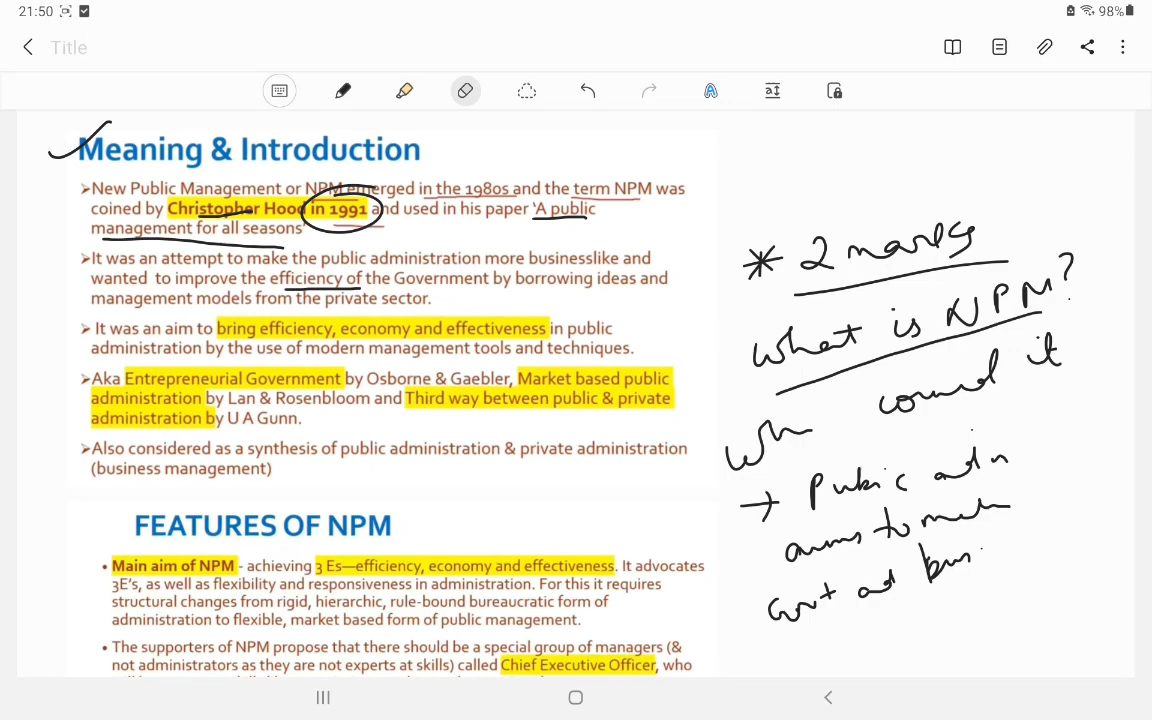 21:50
98%
Title
Meaning & Introduction
➢New Public Management or NPM emerged in the 1980s and the term NPM was
coined by Christopher Hood in 1991 and used in his paper 'A public
management for all seasons'
➢It was an attempt to make the public administration more businesslike and
wanted to improve the efficiency of the Government by borrowing ideas and
management models from the private sector.
➢ It was an aim to bring efficiency, economy and effectiveness in public
administration by the use of modern management tools and techniques.
➢Aka Entrepreneurial Government by Osborne & Gaebler, Market based public
administration by Lan & Rosenbloom and Third way between public & private
administration by U A Gunn.
➢Also considered as a synthesis of public administration & private administration
(business management)
FEATURES OF NPM
• Main aim of NPM - achieving 3 Es—efficiency, economy and effectiveness. It advocates
3E's, as well as flexibility and responsiveness in administration. For this it requires
structural changes from rigid, hierarchic, rule-bound bureaucratic form of
administration to flexible, market based form of public management.
• The supporters of NPM propose that there should be a special group of managers (&
not administrators as they are not experts at skills) called Chief Executive Officer, who
* 2 marks
what is NPM?
it
→ Public adn
aims to
Govt ad bus